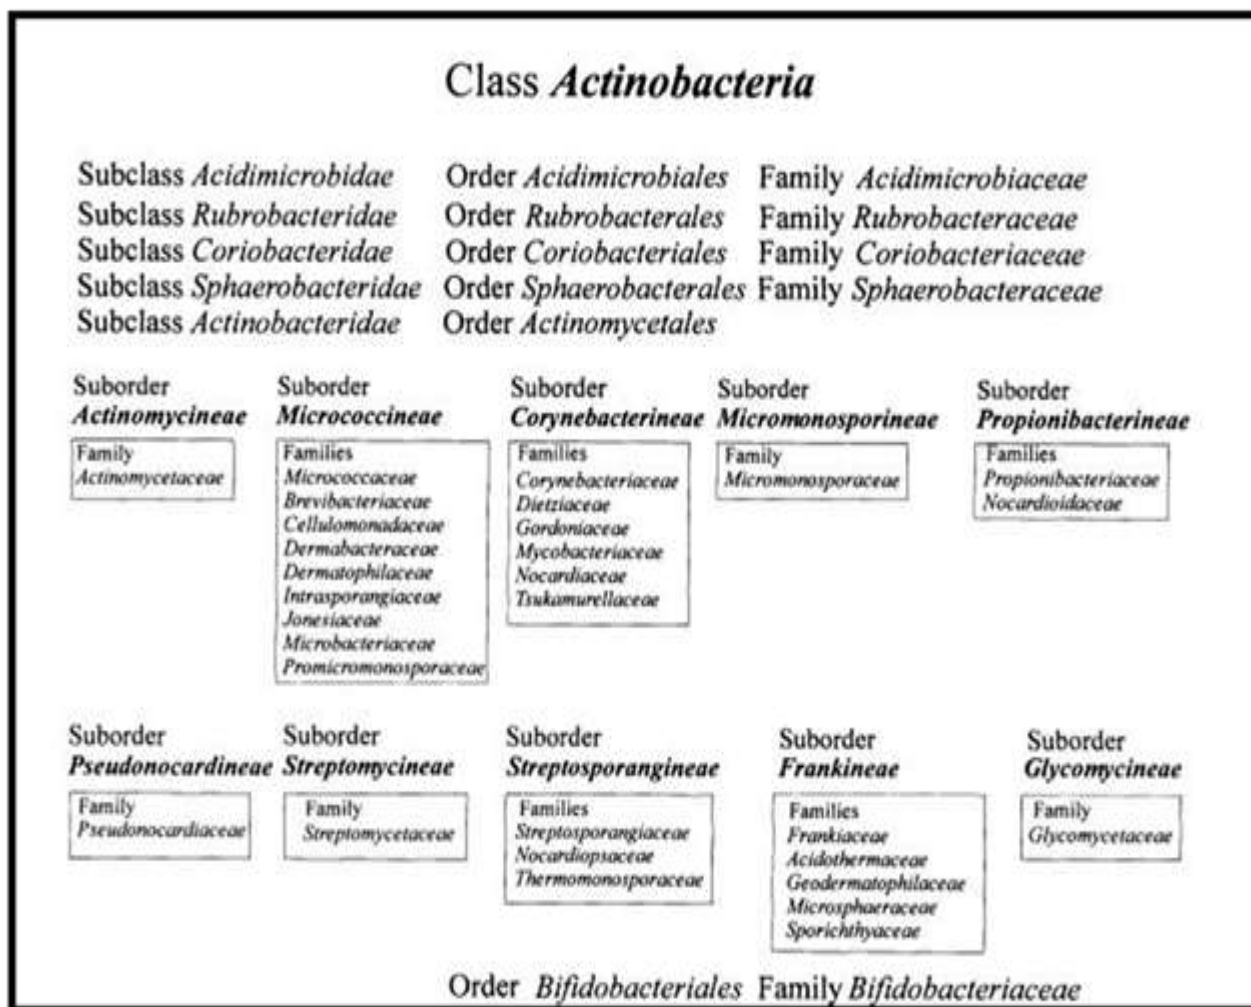 Class Actinobacteria
Subclass Acidimicrobidae Order Acidimicrobiales Family Acidimicrobiaceae
Subclass Rubrobacteridae Order Rubrobacterales Family Rubrobacteraceae
Subclass Coriobacteridae Order Coriobacteriales Family Coriobacteriaceae
Subclass Sphaerobacteridae Order Sphaerobacterales Family Sphaerobacteraceae
Subclass Actinobacteridae Order Actinomycetales
Suborder
Actinomycineae
Family
Actinomycetaceae
Suborder
Micrococcineae
Families
Micrococcaceae
Brevibacteriaceae
Cellulomonadaceae
Dermabacteraceae
Dermatophilaceae
Intrasporangiaceae
Jonesiaceae
Microbacteriaceae
Promicromonosporaceae
Suborder
Corynebacterineae
Families
Corynebacteriaceae
Dietziaceae
Gordoniaceae
Mycobacteriaceae
Nocardiaceae
Tsukamurellaceae
Suborder
Micromonosporineae
Family
Micromonosporaceae
Suborder
Propionibacterineae
Families
Propionibacteriaceae
Nocardioidaceae
Suborder
Pseudonocardineae
Family
Pseudonocardiaceae
Suborder
Streptomycineae
Family
Streptomycetaceae
Suborder
Streptosporangineae
Families
Streptosporangiaceae
Nocardiopsaceae
Thermomonosporaceae
Suborder
Frankineae
Families
Frankiaceae
Acidothermaceae
Geodermatophilaceae
Microsphaeraceae
Sporichthyaceae
Suborder
Glycomycineae
Family
Glycomycetaceae
Order Bifidobacteriales Family Bifidobacteriaceae